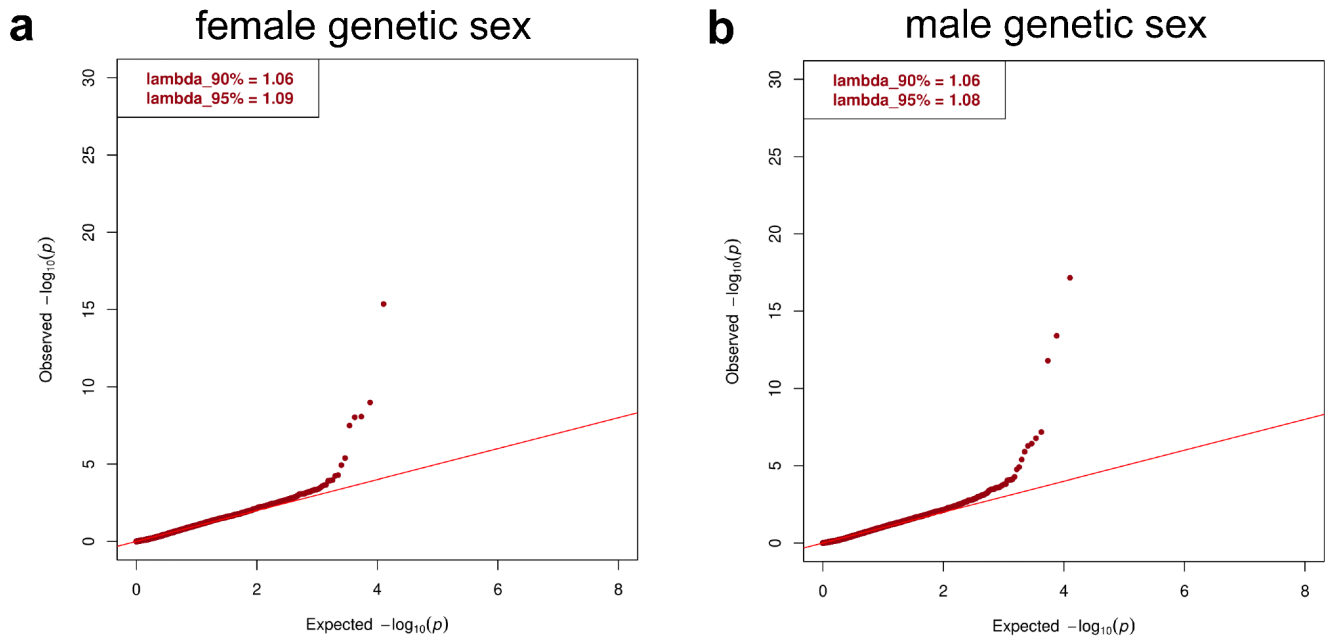 a
female genetic sex
lambda_90% = 1.06
lambda_95% = 1.09
30
25
20
15
10
5
0
Observed −log10(p)
0
2
4
6
8
Expected −log10(p)
b
male genetic sex
lambda_90% = 1.06
lambda_95% = 1.08
30
25
20
15
10
5
0
Observed −log10(p)
0
2
4
6
8
Expected −log10(p)